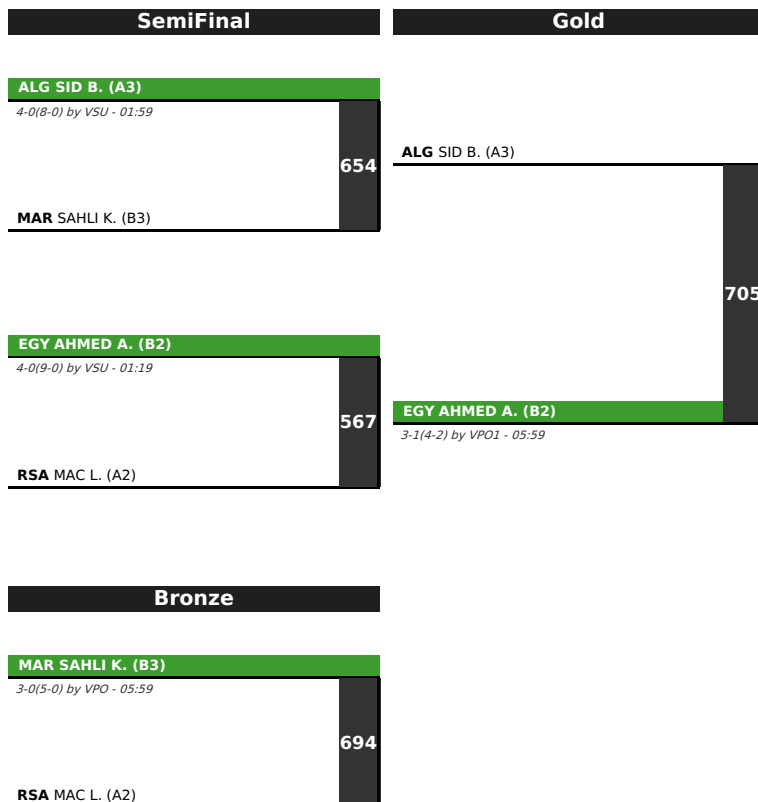 SemiFinal
ALG SID B. (A3)
4-0(8-0) by VSU - 01:59
654
MAR SAHLI K. (B3)
EGY AHMED A. (B2)
4-0(9-0) by VSU - 01:19
567
RSA MAC L. (A2)
Gold
ALG SID B. (A3)
705
EGY AHMED A. (B2)
3-1(4-2) by VPO1 - 05:59
Bronze
MAR SAHLI K. (B3)
3-0(5-0) by VPO - 05:59
694
RSA MAC L. (A2)